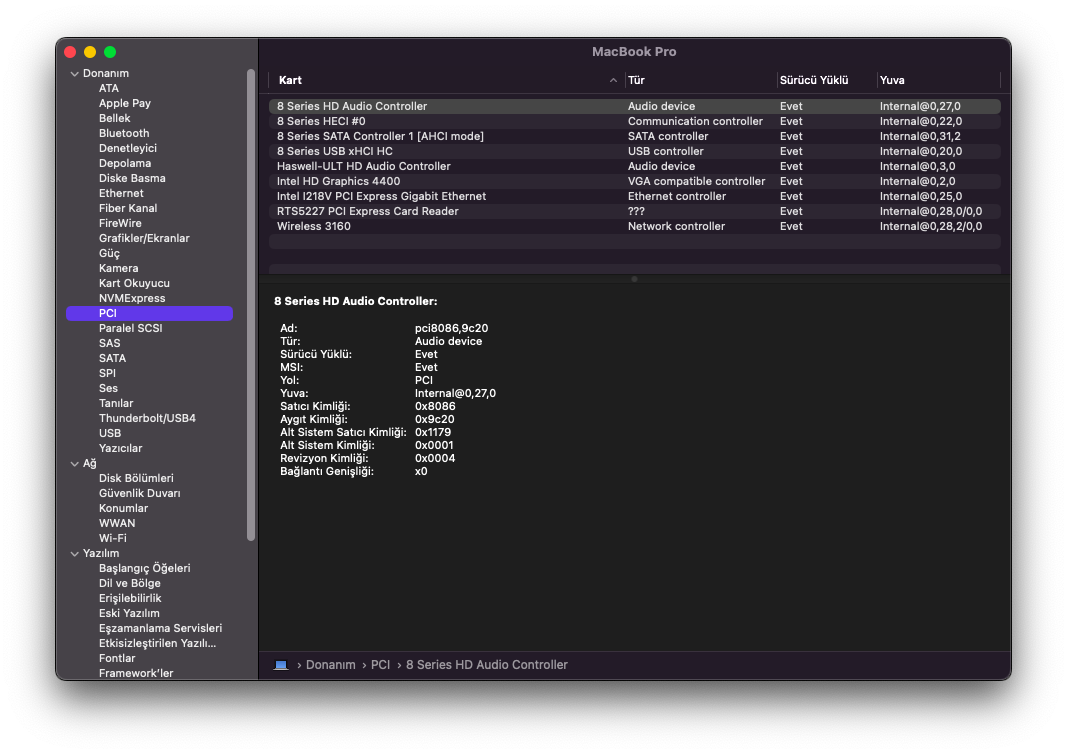 MacBook Pro
Donanım
ATA
Apple Pay
Bellek
Bluetooth
Denetleyici
Depolama
Diske Basma
Ethernet
Fiber Kanal
FireWire
Grafikler/Ekranlar
Güç
Kamera
Kart Okuyucu
NVMExpress
PCI
Paralel SCSI
SAS
SATA
SPI
Ses
Tanılar
Thunderbolt/USB4
USB
Yazıcılar
Ağ
Disk Bölümleri
Güvenlik Duvarı
Konumlar
WWAN
Wi-Fi
Yazılım
Başlangıç Öğeleri
Dil ve Bölge
Erişilebilirlik
Eski Yazılım
Eşzamanlama Servisleri
Etkisizleştirilen Yazılı...
Fontlar
Framework'ler
Kart Tür Sürücü Yüklü Yuva
8 Series HD Audio Controller Audio device Evet Internal@0,27,0
8 Series HECI #0 Communication controller Evet Internal@0,22,0
8 Series SATA Controller 1 [AHCI mode] SATA controller Evet Internal@0,31,2
8 Series USB xHCI HC USB controller Evet Internal@0,20,0
Haswell-ULT HD Audio Controller Audio device Evet Internal@0,3,0
Intel HD Graphics 4400 VGA compatible controller Evet Internal@0,2,0
Intel I218V PCI Express Gigabit Ethernet Ethernet controller Evet Internal@0,25,0
RTS5227 PCI Express Card Reader ??? Evet Internal@0,28,0/0,0
Wireless 3160 Network controller Evet Internal@0,28,2/0,0
8 Series HD Audio Controller:
Ad: pci8086,9c20
Tür: Audio device
Sürücü Yüklü: Evet
MSI: Evet
Yol: PCI
Yuva: Internal@0,27,0
Satıcı Kimliği: 0x8086
Aygıt Kimliği: 0x9c20
Alt Sistem Satıcı Kimliği: 0x1179
Alt Sistem Kimliği: 0x0001
Revizyon Kimliği: 0x0004
Bağlantı Genişliği: x0
› Donanım › PCI › 8 Series HD Audio Controller